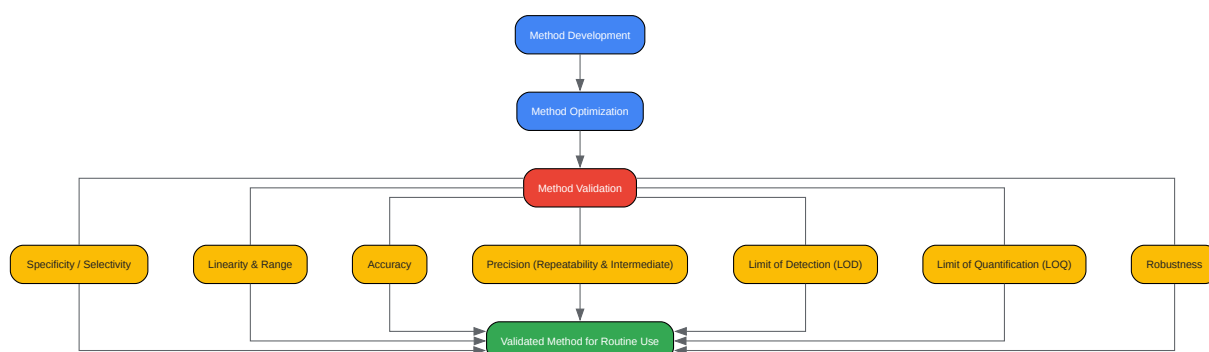 Method Development
Method Optimization
Method Validation
Specificity / Selectivity
Linearity & Range
Accuracy
Precision (Repeatability & Intermediate)
Limit of Detection (LOD)
Limit of Quantification (LOQ)
Robustness
Validated Method for Routine Use